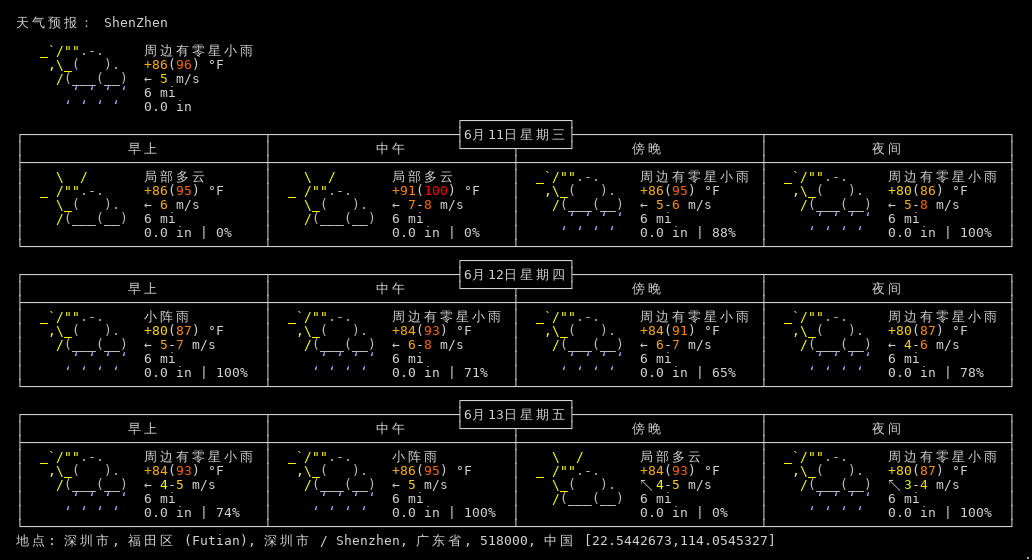 天气预报： ShenZhen
周边有零星小雨
+86(96) °F
← 5 m/s
6 mi
0.0 in
6月11日星期三
早上 中午 傍晚 夜间
局部多云 局部多云 周边有零星小雨 周边有零星小雨
+86(95) °F +91(100) °F +86(95) °F +80(86) °F
← 6 m/s ← 7-8 m/s ← 5-6 m/s ← 5-8 m/s
6 mi 6 mi 6 mi 6 mi
0.0 in | 0% 0.0 in | 0% 0.0 in | 88% 0.0 in | 100%
6月12日星期四
早上 中午 傍晚 夜间
小阵雨 周边有零星小雨 周边有零星小雨 周边有零星小雨
+80(87) °F +84(93) °F +84(91) °F +80(87) °F
← 5-7 m/s ← 6-8 m/s ← 6-7 m/s ← 4-6 m/s
6 mi 6 mi 6 mi 6 mi
0.0 in | 100% 0.0 in | 71% 0.0 in | 65% 0.0 in | 78%
6月13日星期五
早上 中午 傍晚 夜间
周边有零星小雨 小阵雨 局部多云 周边有零星小雨
+84(93) °F +86(95) °F +84(93) °F +80(87) °F
← 4-5 m/s ← 5 m/s ↖ 4-5 m/s ↖ 3-4 m/s
6 mi 6 mi 6 mi 6 mi
0.0 in | 74% 0.0 in | 100% 0.0 in | 0% 0.0 in | 100%
地点: 深圳市, 福田区 (Futian), 深圳市 / Shenzhen, 广东省, 518000, 中国 [22.5442673,114.0545327]